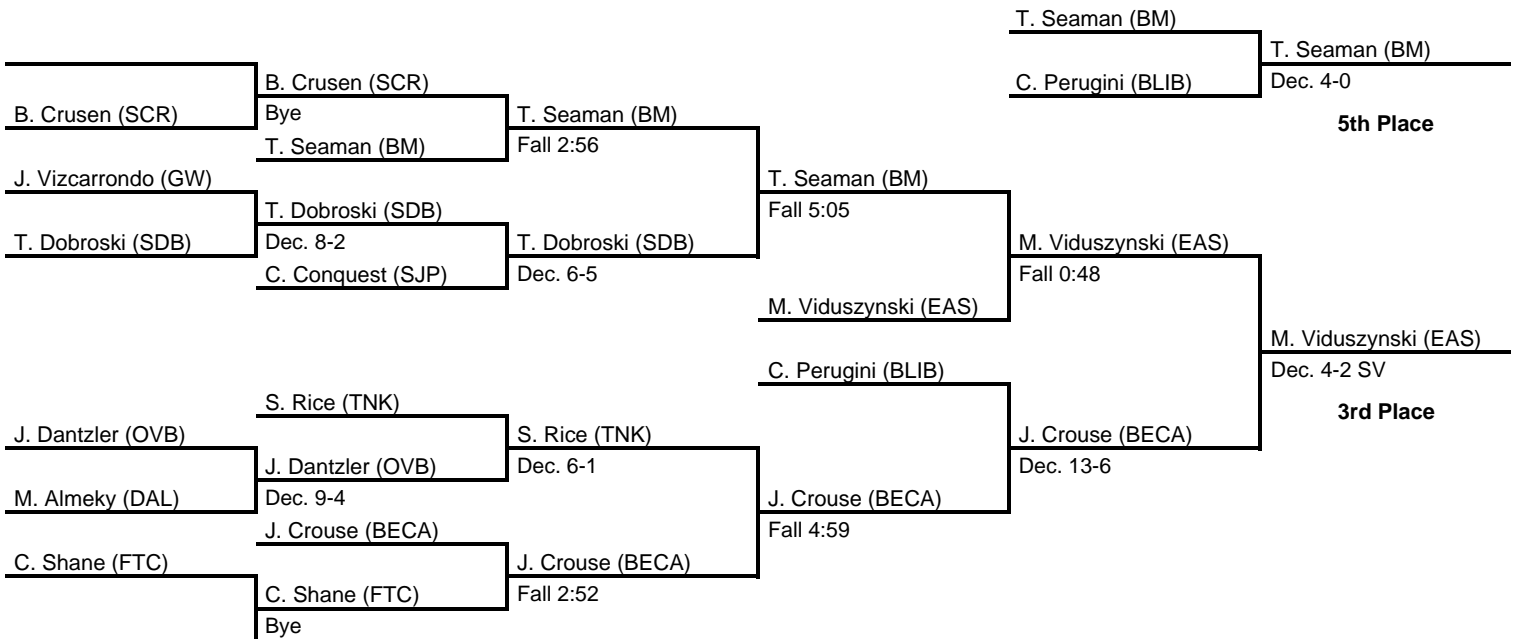 T. Seaman (BM)
T. Seaman (BM)
C. Perugini (BLIB)
Dec. 4-0
5th Place
B. Crusen (SCR)
B. Crusen (SCR)
Bye
T. Seaman (BM)
T. Seaman (BM)
Fall 2:56
J. Vizcarrondo (GW)
T. Seaman (BM)
Fall 5:05
T. Dobroski (SDB)
T. Dobroski (SDB)
Dec. 8-2
T. Dobroski (SDB)
C. Conquest (SJP)
Dec. 6-5
M. Viduszynski (EAS)
Fall 0:48
M. Viduszynski (EAS)
M. Viduszynski (EAS)
Dec. 4-2 SV
3rd Place
C. Perugini (BLIB)
S. Rice (TNK)
J. Dantzler (OVB)
S. Rice (TNK)
J. Crouse (BECA)
J. Dantzler (OVB)
Dec. 6-1
Dec. 13-6
M. Almeky (DAL)
Dec. 9-4
J. Crouse (BECA)
J. Crouse (BECA)
Fall 4:59
C. Shane (FTC)
J. Crouse (BECA)
C. Shane (FTC)
Fall 2:52
Bye